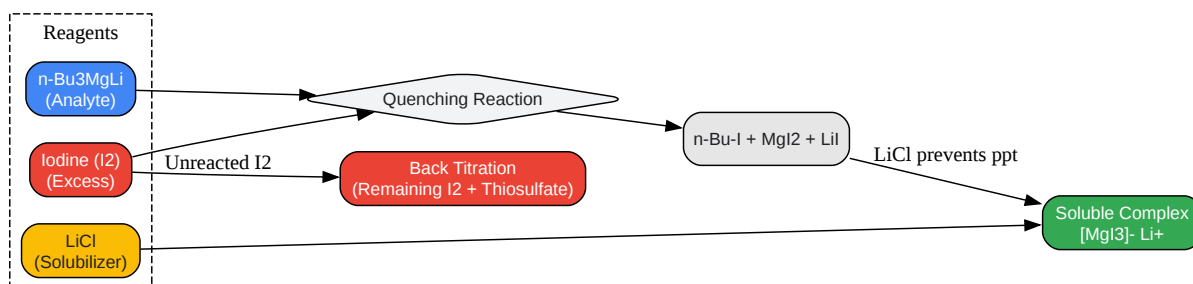 Reagents
n-Bu3MgLi
(Analyte)
Iodine (I2)
(Excess)
LiCl
(Solubilizer)
Unreacted I2
Quenching Reaction
Back Titration
(Remaining I2 + Thiosulfate)
n-Bu-I + MgI2 + LiI
LiCl prevents ppt
Soluble Complex
[MgI3]- Li+